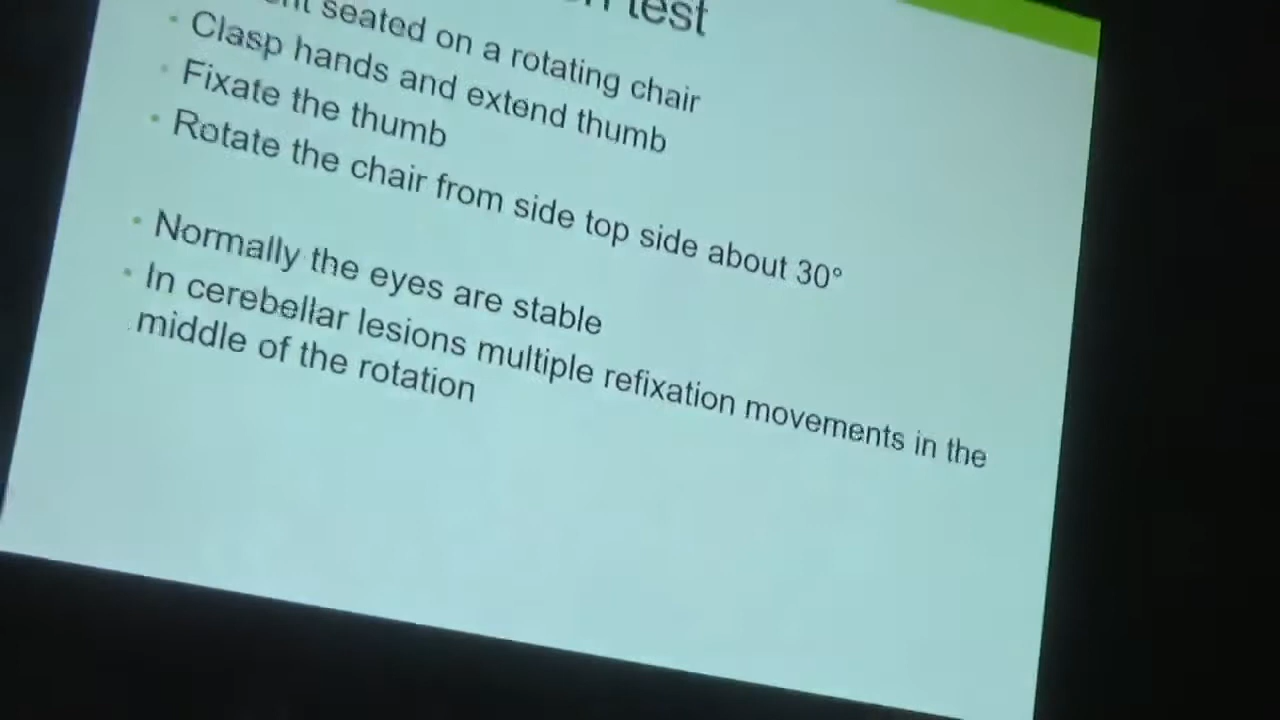 test
seated on a rotating chair
• Clasp hands and extend thumb
• Fixate the thumb
• Rotate the chair from side top side about 30°
• Normally the eyes are stable
• In cerebellar lesions multiple refixation movements in the
middle of the rotation